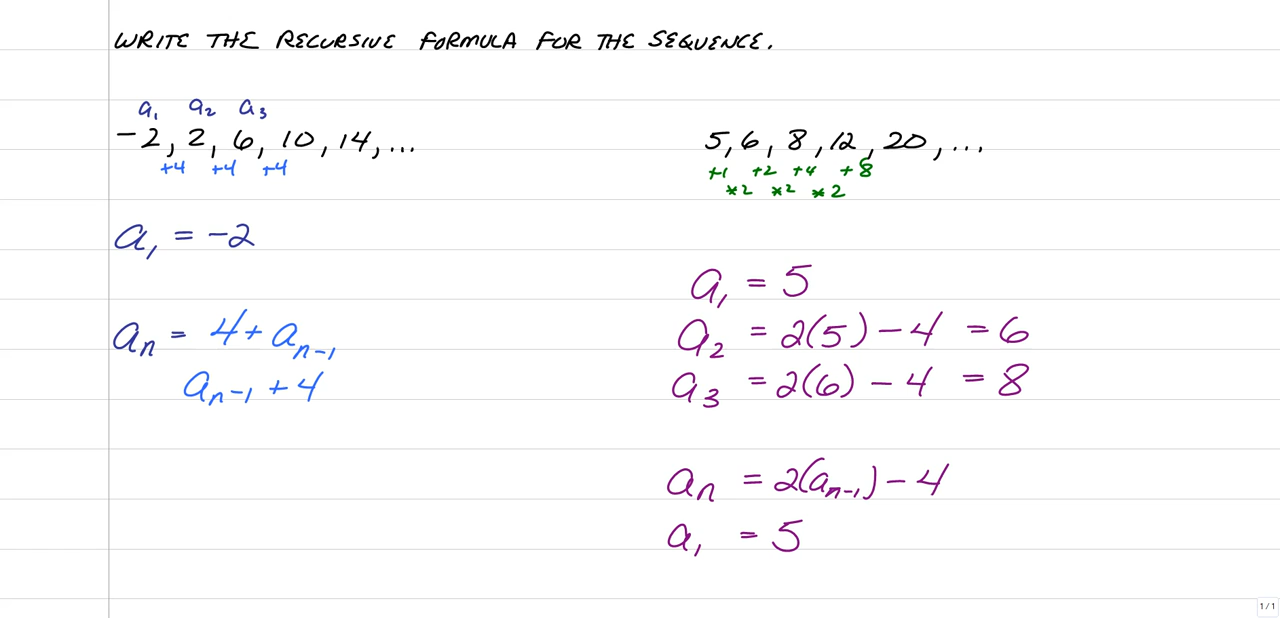 WRITE THE RECURSIVE FORMULA FOR THE SEQUENCE.
a₁ a₂ a₃
-2, 2, 6, 10, 14, ...
+4 +4 +4
a₁ = -2
aₙ = 4 + aₙ₋₁
aₙ₋₁ + 4
5, 6, 8, 12, 20, ...
+1 +2 +4 +8
*2 *2 *2
a₁ = 5
a₂ = 2(5) - 4 = 6
a₃ = 2(6) - 4 = 8
aₙ = 2(aₙ₋₁) - 4
a₁ = 5
1 / 1